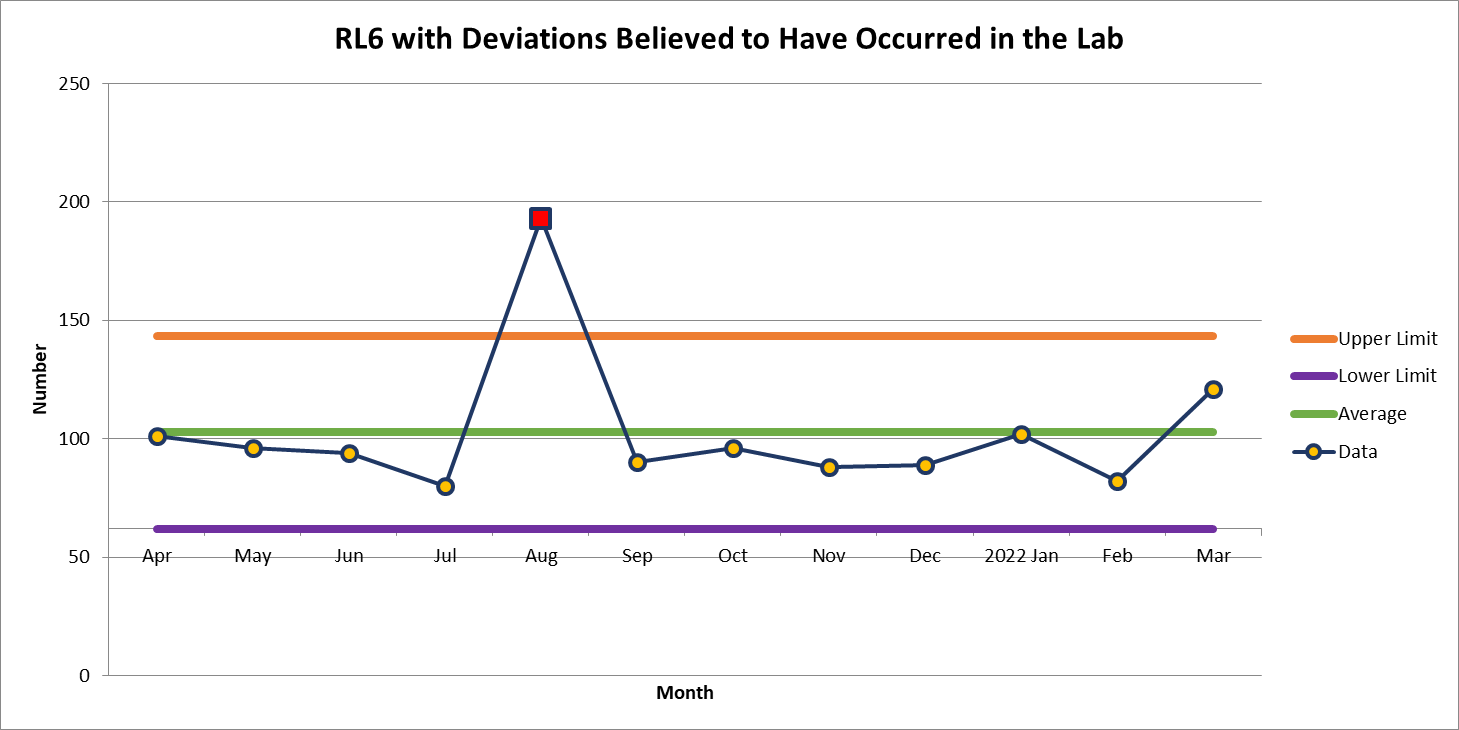 RL6 with Deviations Believed to Have Occurred in the Lab
250
200
150
100
50
0
Number
Apr May Jun Jul Aug Sep Oct Nov Dec 2022 Jan Feb Mar
Month
Upper Limit
Lower Limit
Average
Data